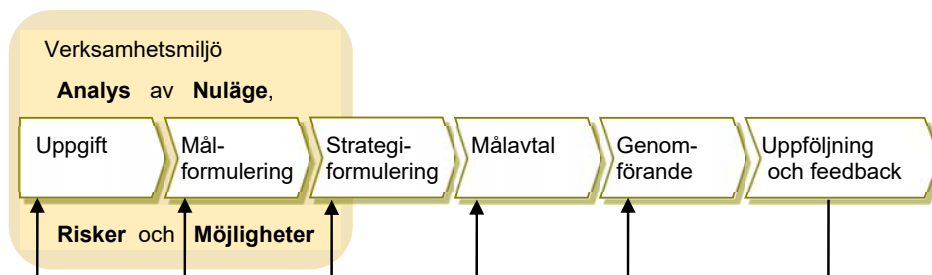 Verksamhetsmiljö
Analys av Nuläge,
Uppgift
Mål-
formulering
Strategi-
formulering
Målavtal
Genom-
förande
Uppföljning
och feedback
Risker och Möjligheter